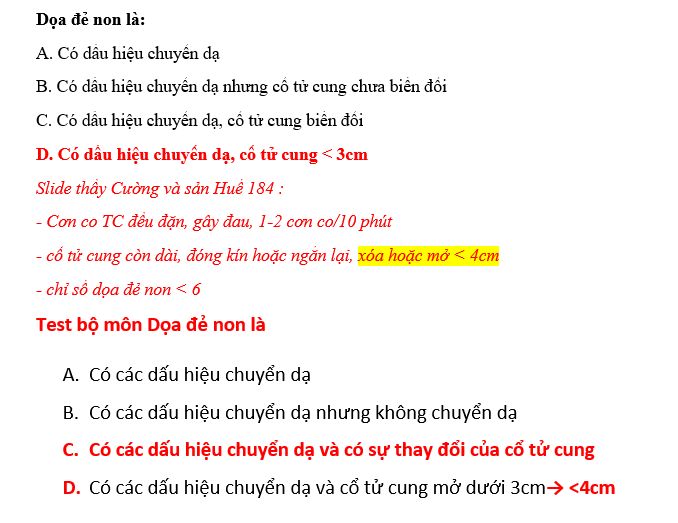 Dọa đẻ non là:
A. Có dấu hiệu chuyển dạ
B. Có dấu hiệu chuyển dạ nhưng cổ tử cung chưa biến đổi
C. Có dấu hiệu chuyển dạ, cổ tử cung biến đổi
D. Có dấu hiệu chuyển dạ, cổ tử cung < 3cm
Slide thầy Cường và sản Huế 184 :
- Cơn co TC đều đặn, gây đau, 1-2 cơn co/10 phút
- cổ tử cung còn dài, đóng kín hoặc ngắn lại, xóa hoặc mở < 4cm
- chỉ số dọa đẻ non < 6
Test bộ môn Dọa đẻ non là
A. Có các dấu hiệu chuyển dạ
B. Có các dấu hiệu chuyển dạ nhưng không chuyển dạ
C. Có các dấu hiệu chuyển dạ và có sự thay đổi của cổ tử cung
D. Có các dấu hiệu chuyển dạ và cổ tử cung mở dưới 3cm→ <4cm